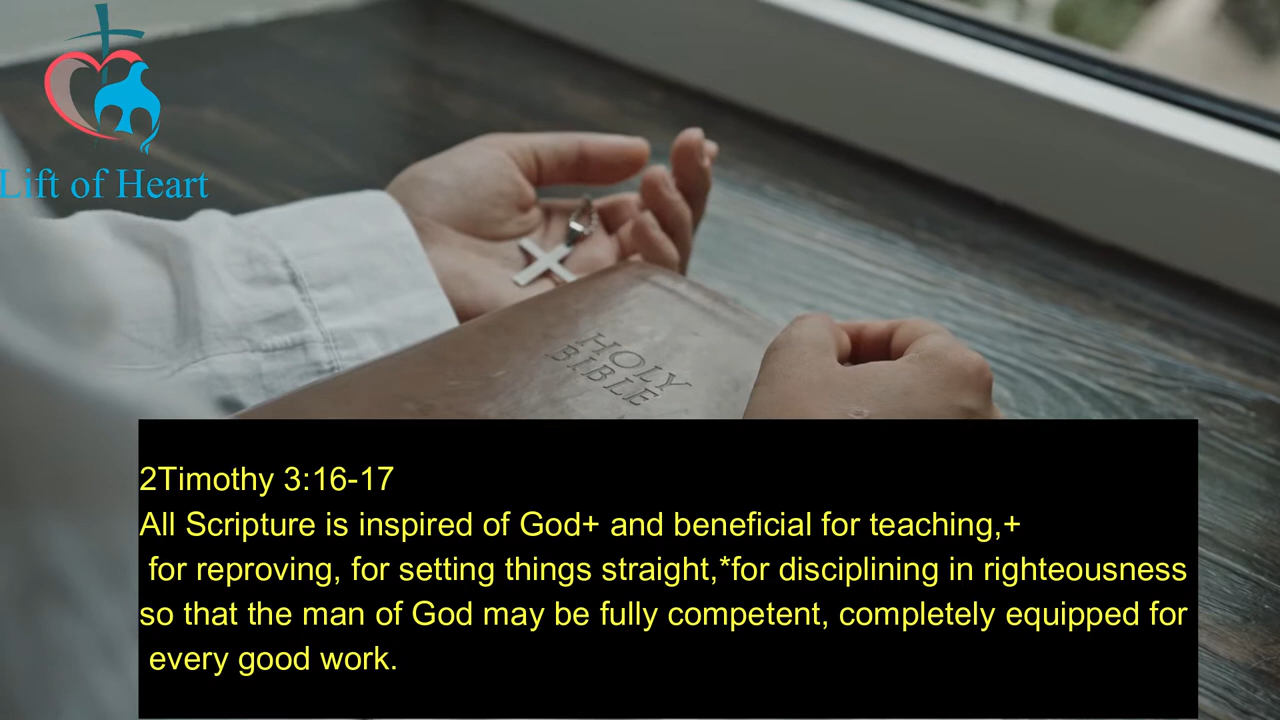 Lift of Heart
HOLY
BIBLE
2Timothy 3:16-17
All Scripture is inspired of God+ and beneficial for teaching,+
for reproving, for setting things straight,*for disciplining in righteousness
so that the man of God may be fully competent, completely equipped for
every good work.